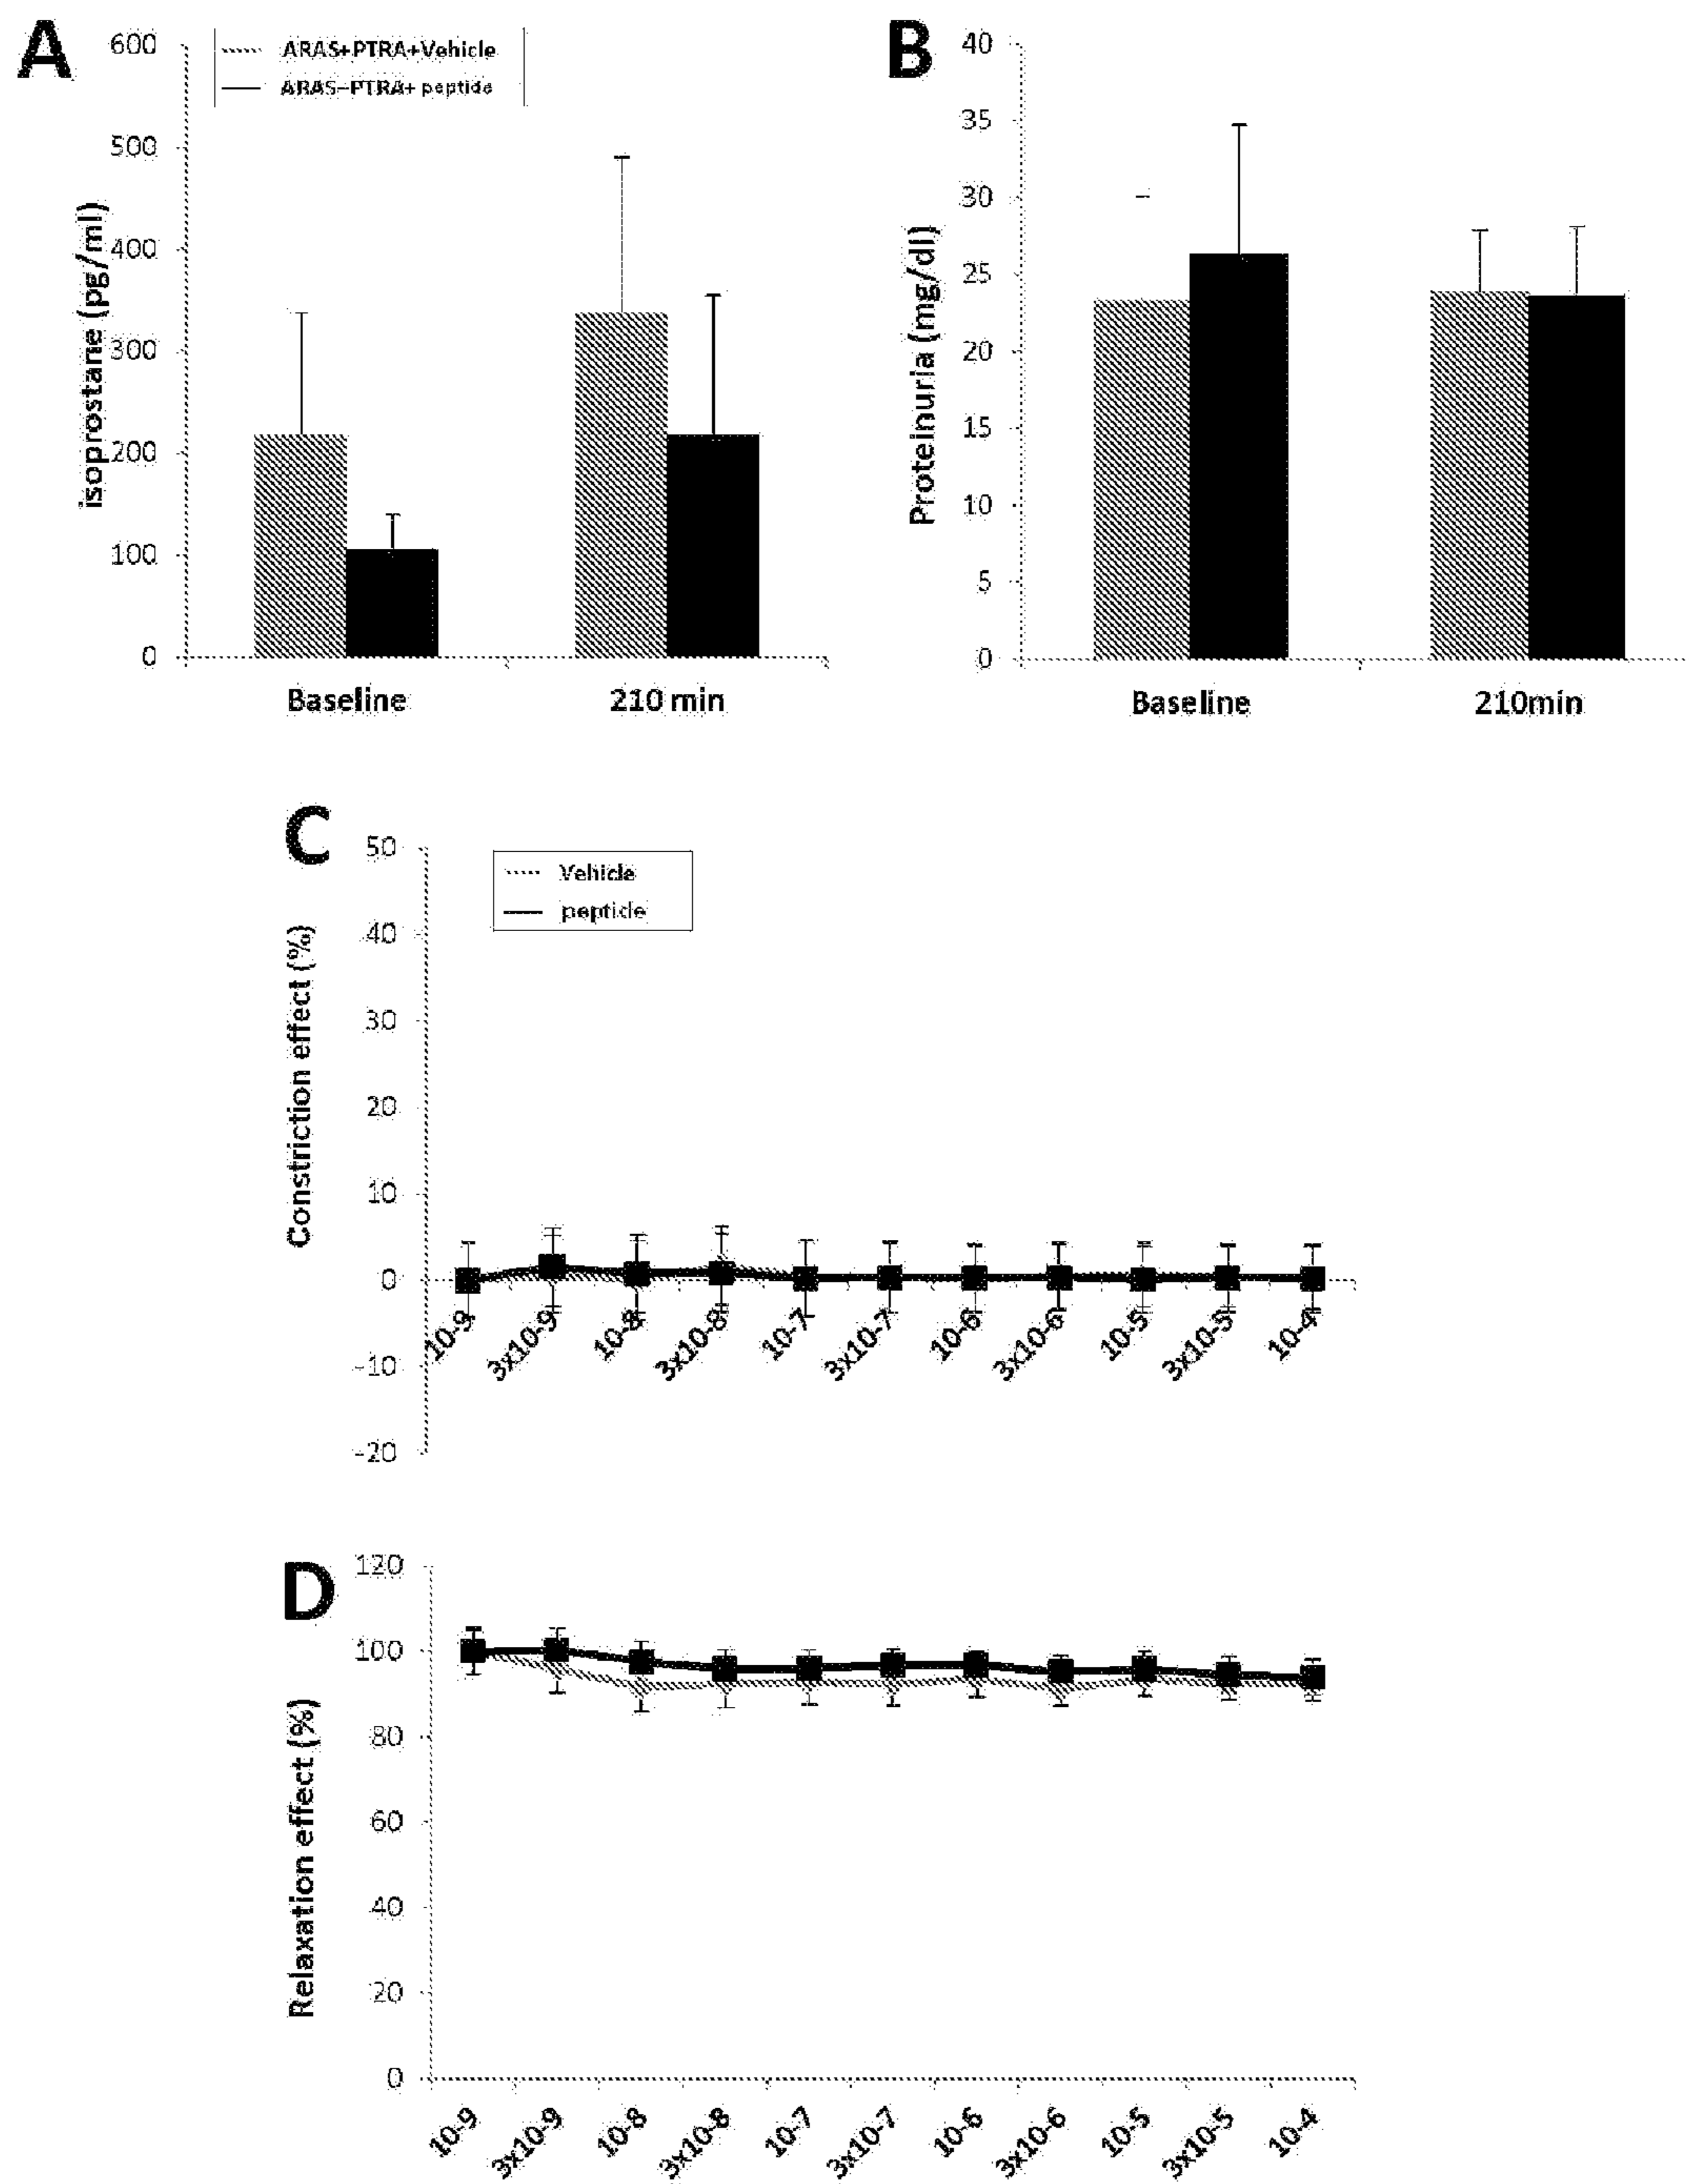 A
600
500
400
300
200
100
0
isoprostane (pg/ml)
ARAS+PTRA+Vehicle
ARAS+PTRA+ peptide
Baseline
210 min
B
40
35
30
25
20
15
10
5
0
Proteinuria (mg/dl)
Baseline
210min
C
50
40
30
20
10
0
-10
-20
Constriction effect (%)
Vehicle
peptide
10-9
3x10-9
10-8
3x10-8
10-7
3x10-7
10-6
3x10-6
10-5
3x10-5
10-4
D
120
100
80
60
40
20
0
Relaxation effect (%)
10-9
3x10-9
10-8
3x10-8
10-7
3x10-7
10-6
3x10-6
10-5
3x10-5
10-4